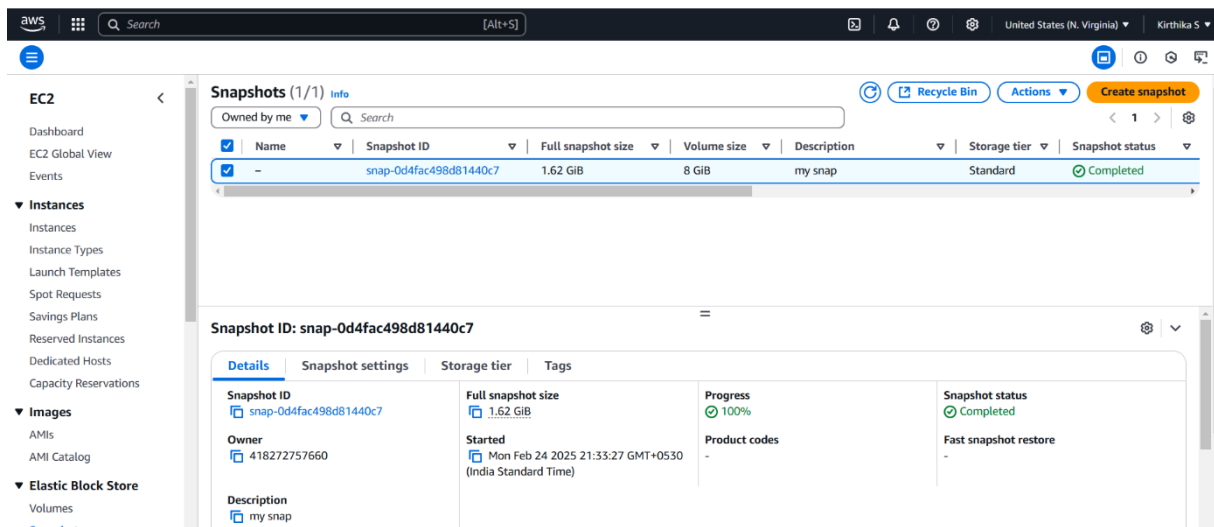 aws
Search [Alt+S] United States (N. Virginia) Kirthika S
EC2
Dashboard
EC2 Global View
Events
Instances
Instances
Instance Types
Launch Templates
Spot Requests
Savings Plans
Reserved Instances
Dedicated Hosts
Capacity Reservations
Images
AMIs
AMI Catalog
Elastic Block Store
Volumes
Snapshots (1/1) Info Recycle Bin Actions Create snapshot
Owned by me Search 1
Name Snapshot ID Full snapshot size Volume size Description Storage tier Snapshot status
– snap-0d4fac498d81440c7 1.62 GiB 8 GiB my snap Standard Completed
Snapshot ID: snap-0d4fac498d81440c7
Details Snapshot settings Storage tier Tags
Snapshot ID Full snapshot size Progress Snapshot status
snap-0d4fac498d81440c7 1.62 GiB 100% Completed
Owner Started Product codes Fast snapshot restore
418272757660 Mon Feb 24 2025 21:33:27 GMT+0530 - -
(India Standard Time)
Description
my snap